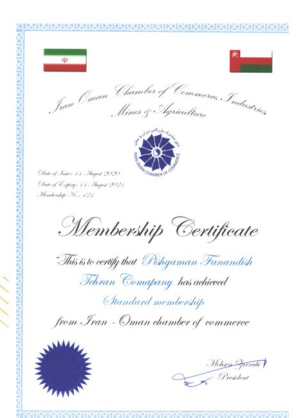 Iran Oman Chamber of Commerce, Industries
Mines & Agriculture
Date of Issue: 11 August 2020
Date of Expiry: 11 August 2021
Membership No.: 121
Membership Certificate
This is to certify that Pishgaman Fanandish
Tehran Comapany has achieved
Standard membership
from Iran - Oman chamber of commerce
President